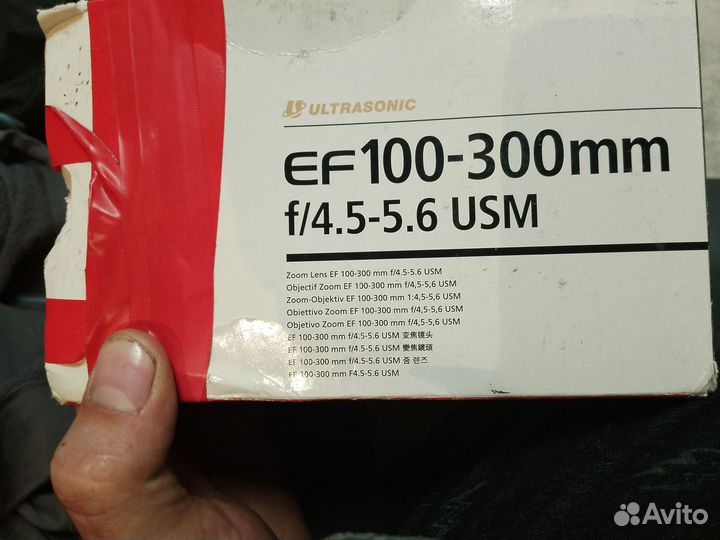 ULTRASONIC
EF100-300mm
f/4.5-5.6 USM
Zoom Lens EF 100-300 mm f/4.5-5.6 USM
Objectif Zoom EF 100-300 mm f/4,5-5,6 USM
Zoom-Objektiv EF 100-300 mm 1:4,5-5,6 USM
Obiettivo Zoom EF 100-300 mm f/4,5-5,6 USM
Objetivo Zoom EF 100-300 mm f/4,5-5,6 USM
EF 100-300 mm f/4.5-5.6 USM 变焦镜头
EF 100-300 mm f/4.5-5.6 USM 變焦鏡頭
EF 100-300 mm f/4.5-5.6 USM 줌 렌즈
EF 100-300 mm F4.5-5.6 USM
Avito